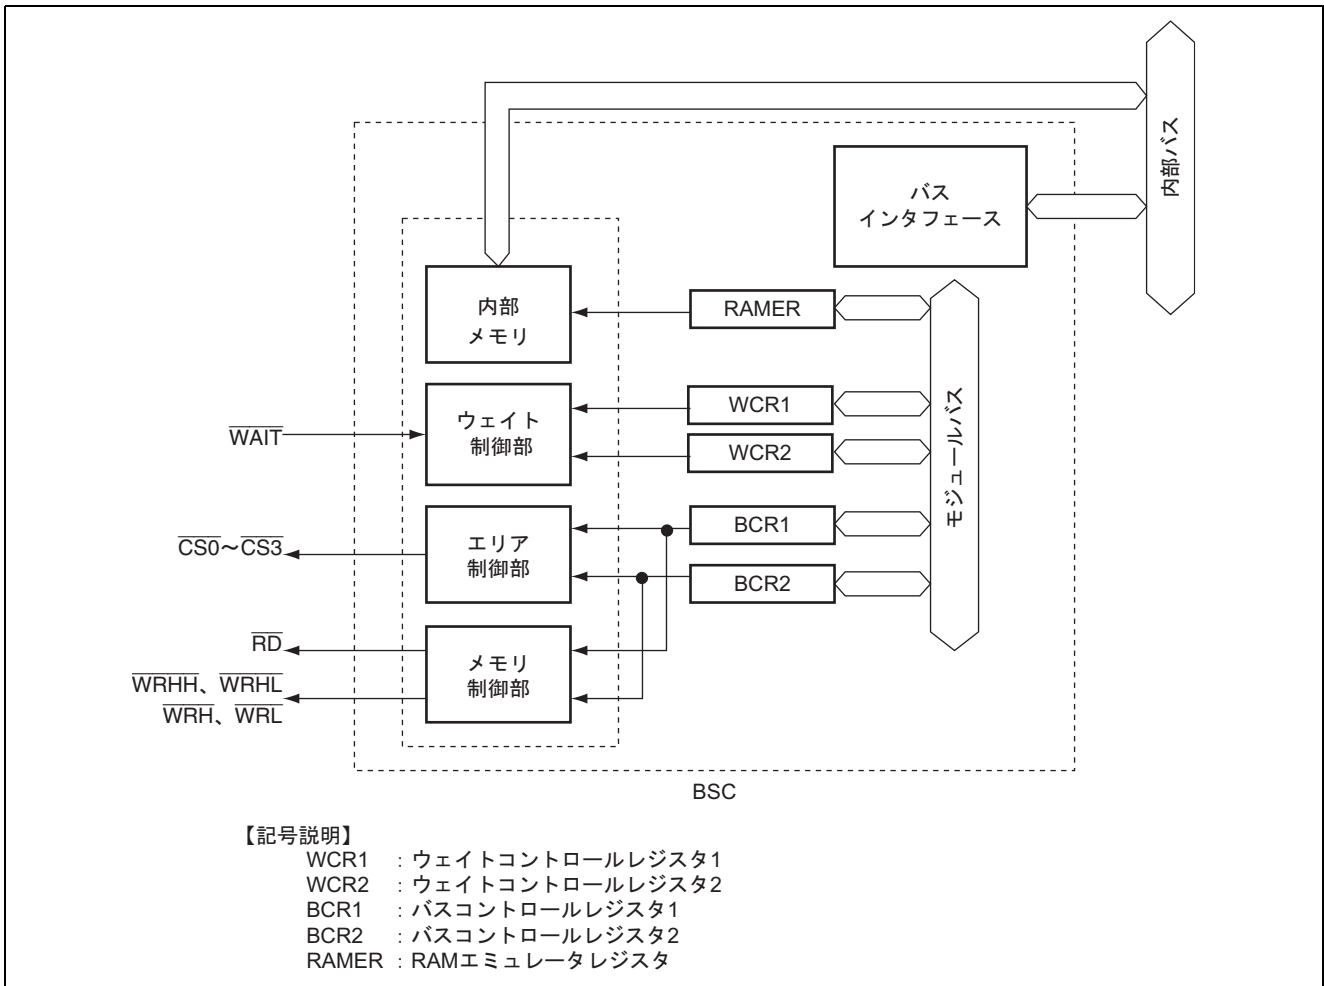 内部バス
バス
インタフェース
内部
メモリ
RAMER
モジュールバス
WCR1
ウェイト
制御部
WAIT
WCR2
BCR1
エリア
制御部
CS0～CS3
BCR2
RD
メモリ
制御部
WRHH、WRHL
WRH、WRL
BSC
【記号説明】
WCR1 : ウェイトコントロールレジスタ1
WCR2 : ウェイトコントロールレジスタ2
BCR1 : バスコントロールレジスタ1
BCR2 : バスコントロールレジスタ2
RAMER : RAMエミュレータレジスタ